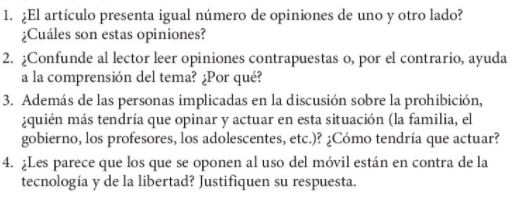 1. ¿El artículo presenta igual número de opiniones de uno y otro lado?
¿Cuáles son estas opiniones?
2. ¿Confunde al lector leer opiniones contrapuestas o, por el contrario, ayuda
a la comprensión del tema? ¿Por qué?
3. Además de las personas implicadas en la discusión sobre la prohibición,
¿quién más tendría que opinar y actuar en esta situación (la familia, el
gobierno, los profesores, los adolescentes, etc.)? ¿Cómo tendría que actuar?
4. ¿Les parece que los que se oponen al uso del móvil están en contra de la
tecnología y de la libertad? Justifiquen su respuesta.